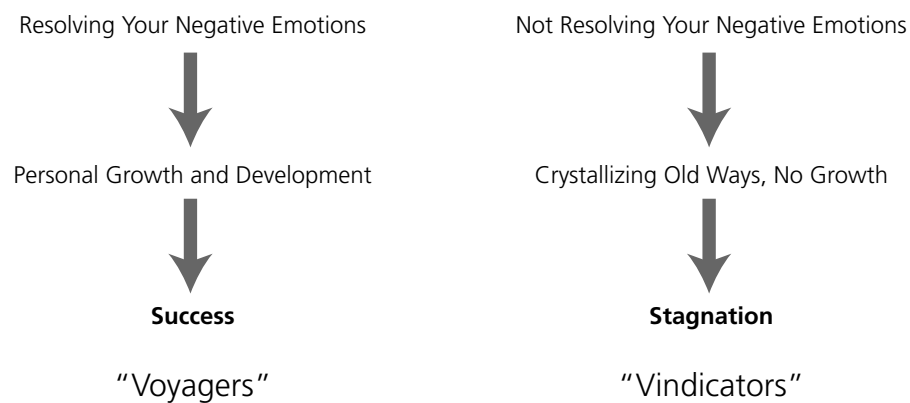 Resolving Your Negative Emotions
Not Resolving Your Negative Emotions
Personal Growth and Development
Crystallizing Old Ways, No Growth
Success
Stagnation
“Voyagers”
“Vindicators”